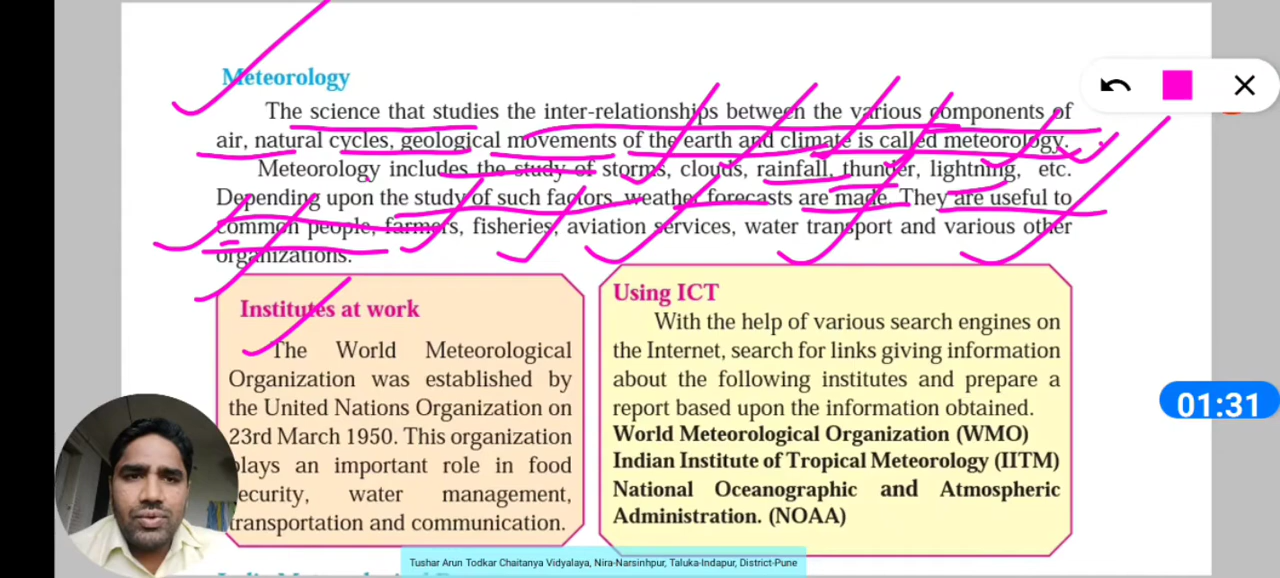 Meteorology
The science that studies the inter-relationships between the various components of
air, natural cycles, geological movements of the earth and climate is called meteorology.
Meteorology includes the study of storms, clouds, rainfall, thunder, lightning, etc.
Depending upon the study of such factors, weather forecasts are made. They are useful to
common people, farmers, fisheries, aviation services, water transport and various other
organizations.
Institutes at work
The World Meteorological
Organization was established by
the United Nations Organization on
23rd March 1950. This organization
plays an important role in food
security, water management,
transportation and communication.
Using ICT
With the help of various search engines on
the Internet, search for links giving information
about the following institutes and prepare a
report based upon the information obtained.
World Meteorological Organization (WMO)
Indian Institute of Tropical Meteorology (IITM)
National Oceanographic and Atmospheric
Administration. (NOAA)
01:31
Tushar Arun Todkar Chaitanya Vidyalaya, Nira-Narsinhpur, Taluka-Indapur, District-Pune